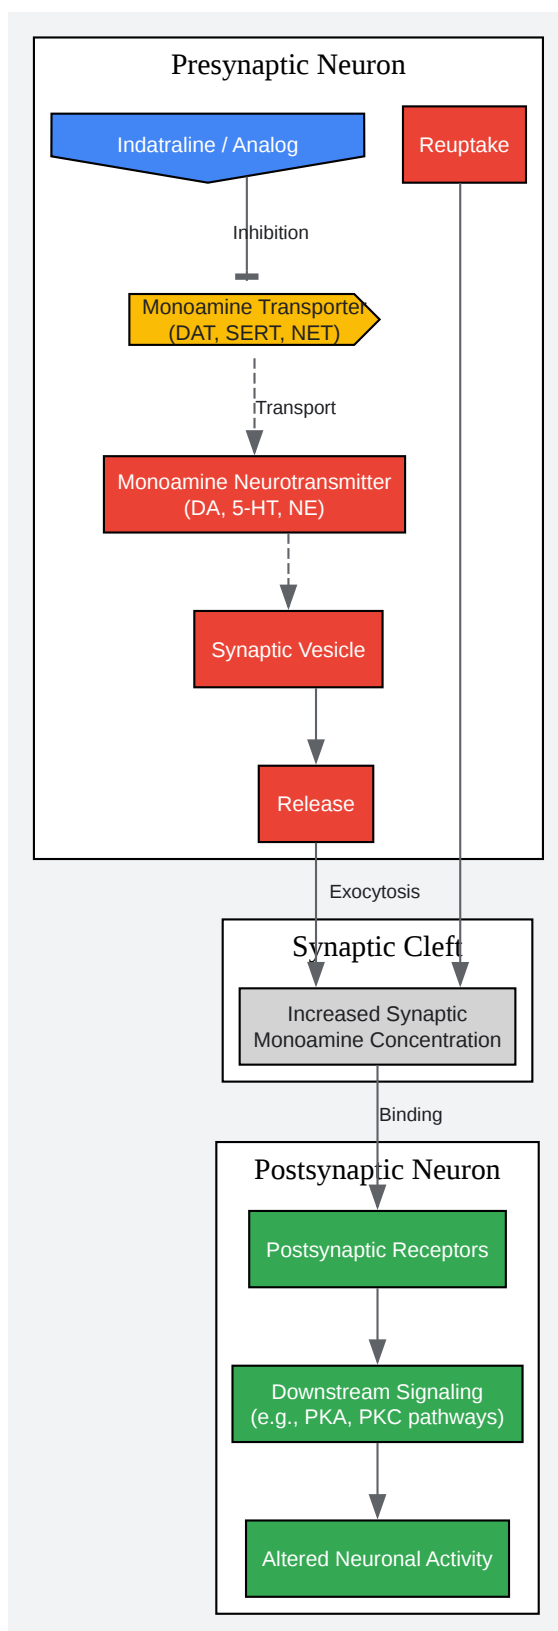 Presynaptic Neuron
Indatraline / Analog
Reuptake
Inhibition
Monoamine Transporter
(DAT, SERT, NET)
Transport
Monoamine Neurotransmitter
(DA, 5-HT, NE)
Synaptic Vesicle
Release
Exocytosis
Synaptic Cleft
Increased Synaptic
Monoamine Concentration
Binding
Postsynaptic Neuron
Postsynaptic Receptors
Downstream Signaling
(e.g., PKA, PKC pathways)
Altered Neuronal Activity